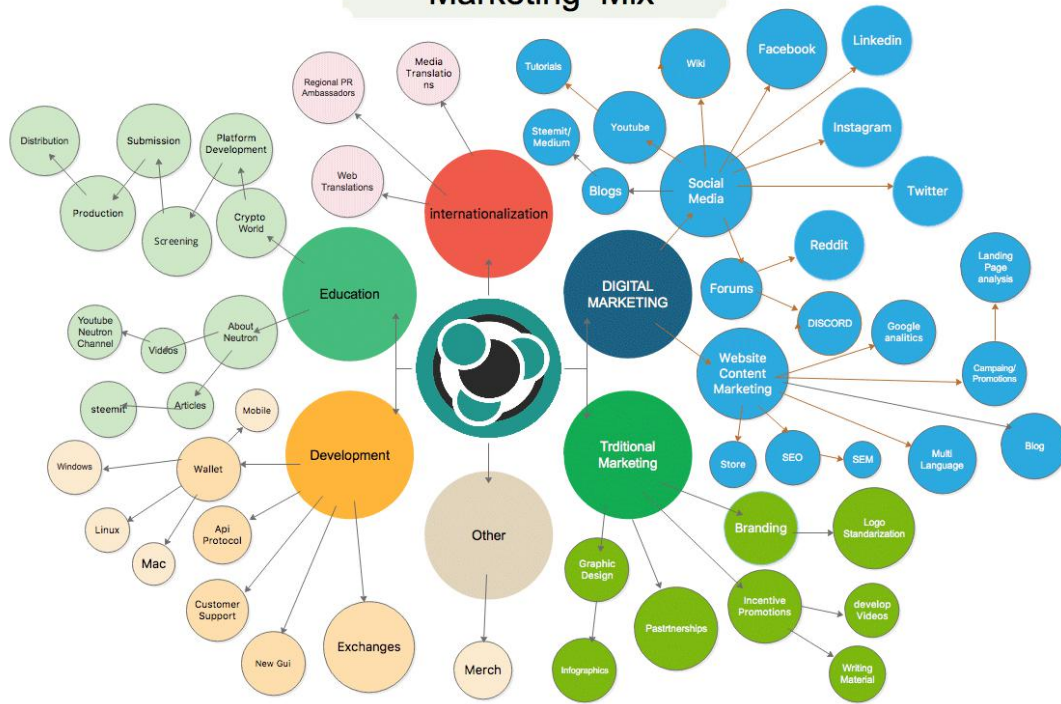 Marketing Mix
Regional PR
Ambassadors
Media
Translatio
ns
Web
Translations
internationalization
Distribution
Submission
Platform
Development
Production
Screening
Crypto
World
Education
Youtube
Neutron
Channel
Videos
About
Neutron
steemit
Articles
Tutorials
Wiki
Facebook
Linkedin
Steemit/
Medium
Youtube
Instagram
Blogs
Social
Media
Twitter
DIGITAL
MARKETING
Forums
Reddit
DISCORD
Landing
Page
analysis
Google
analitics
Website
Content
Marketing
Campaing/
Promotions
Store
SEO
SEM
Multi
Language
Blog
Development
Mobile
Windows
Wallet
Linux
Mac
Api
Protocol
Customer
Support
New Gui
Exchanges
Other
Merch
Trditional
Marketing
Branding
Logo
Standarization
Graphic
Design
Infographics
Pastrtnerships
Incentive
Promotions
develop
Videos
Writing
Material